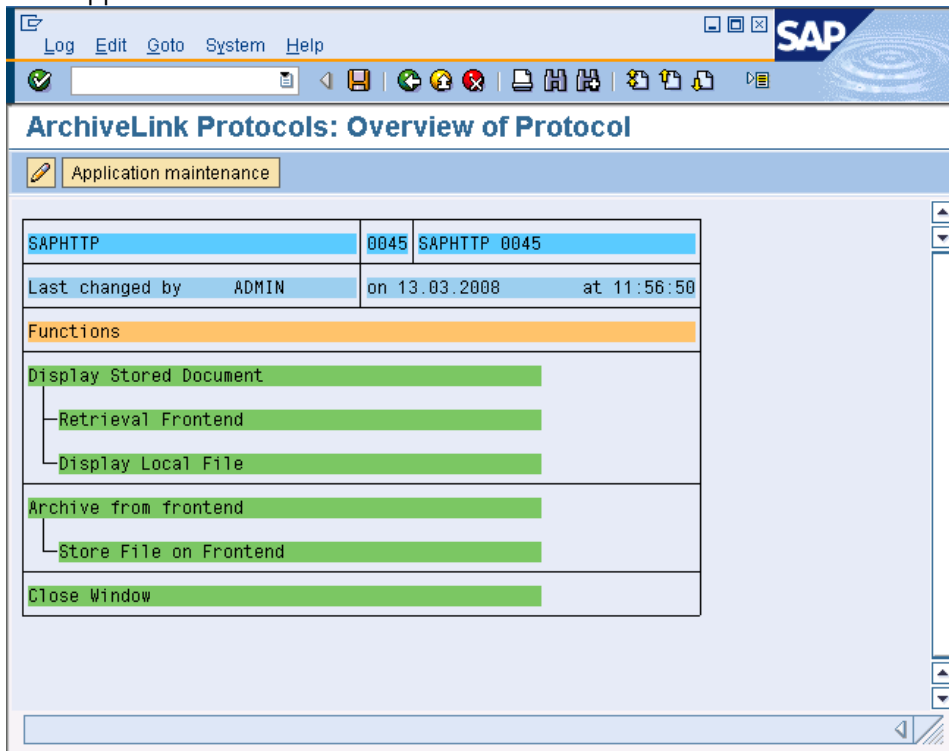 Log Edit Goto System Help
SAP
ArchiveLink Protocols: Overview of Protocol
Application maintenance
SAPHTTP 0045 SAPHTTP 0045
Last changed by ADMIN on 13.03.2008 at 11:56:50
Functions
Display Stored Document
Retrieval Frontend
Display Local File
Archive from frontend
Store File on Frontend
Close Window